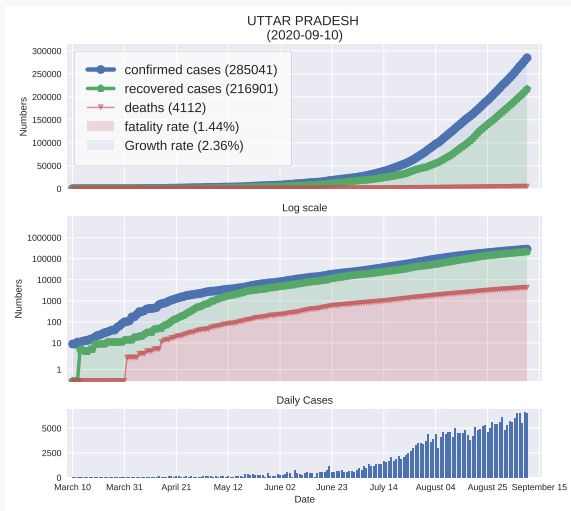 UTTAR PRADESH
(2020-09-10)
300000
250000
200000
150000
100000
50000
0
Numbers
confirmed cases (285041)
recovered cases (216901)
deaths (4112)
fatality rate (1.44%)
Growth rate (2.36%)
Log scale
1000000
100000
10000
1000
100
10
1
Numbers
Daily Cases
5000
2500
0
March 10 March 31 April 21 May 12 June 02 June 23 July 14 August 04 August 25 September 15
Date